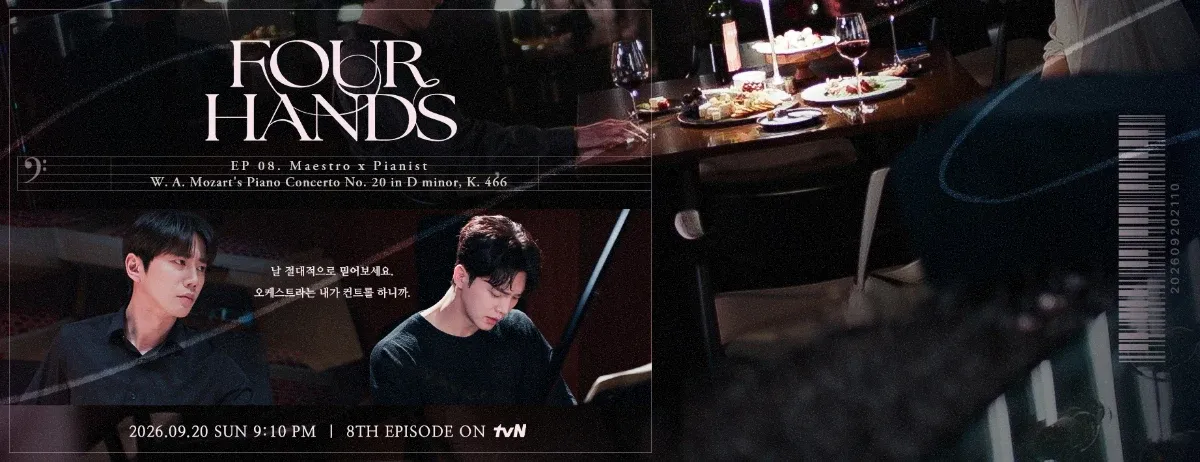 FOUR
HANDS
EP 08. Maestro x Pianist
W. A. Mozart's Piano Concerto No. 20 in D minor, K. 466
날 절대적으로 믿어보세요.
오케스트라는 내가 컨트롤 하니까.
2026.09.20 SUN 9:10 PM | 8TH EPISODE ON tvN
202609202110